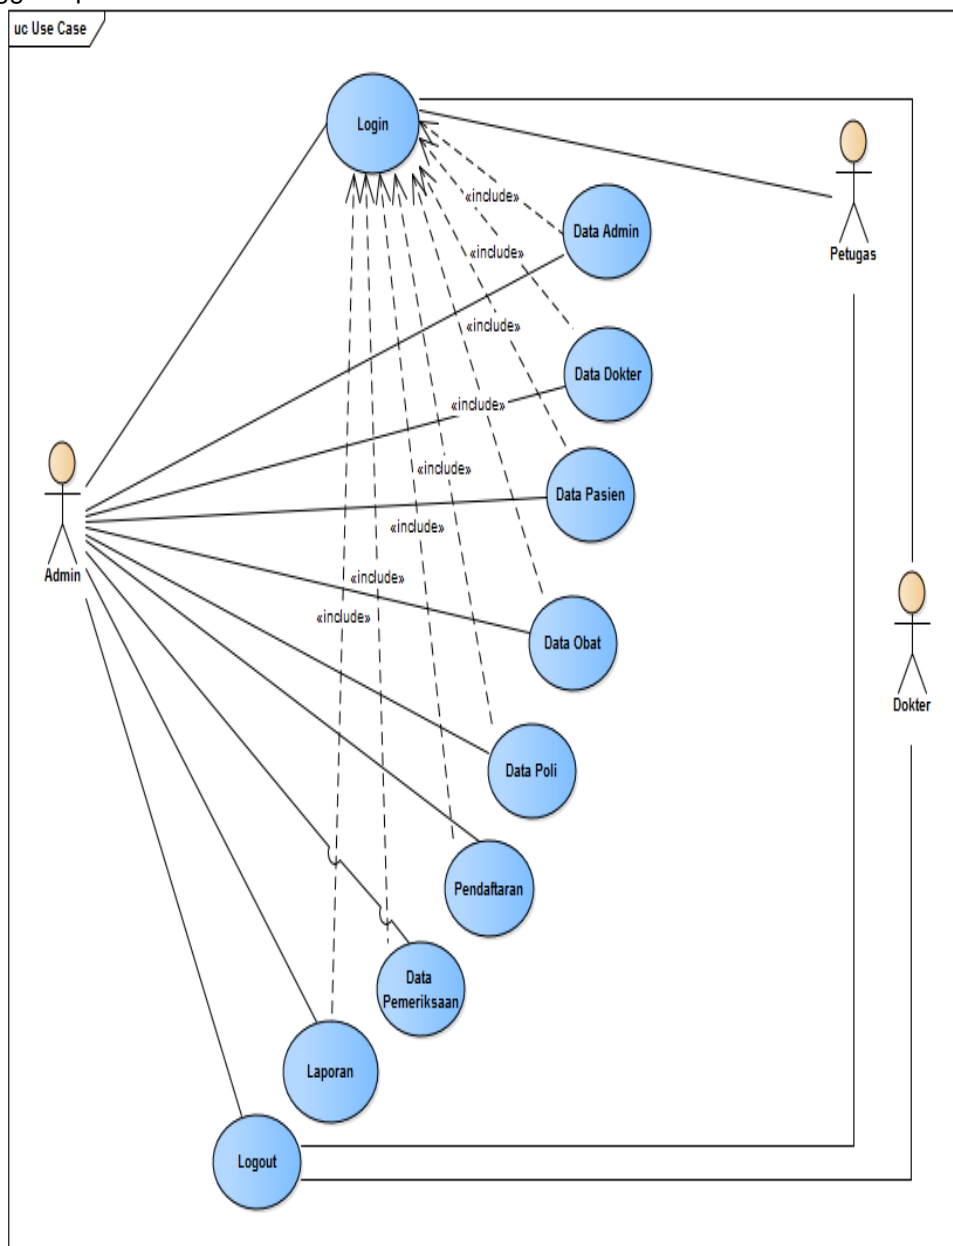 uc Use Case
Login
«include»
Data Admin
Petugas
«include»
«include»
Data Dokter
«include»
«include»
Data Pasien
«include»
Admin
«include»
Dokter
«include»
Data Obat
Data Poli
Pendaftaran
Data
Pemeriksaan
Laporan
Logout